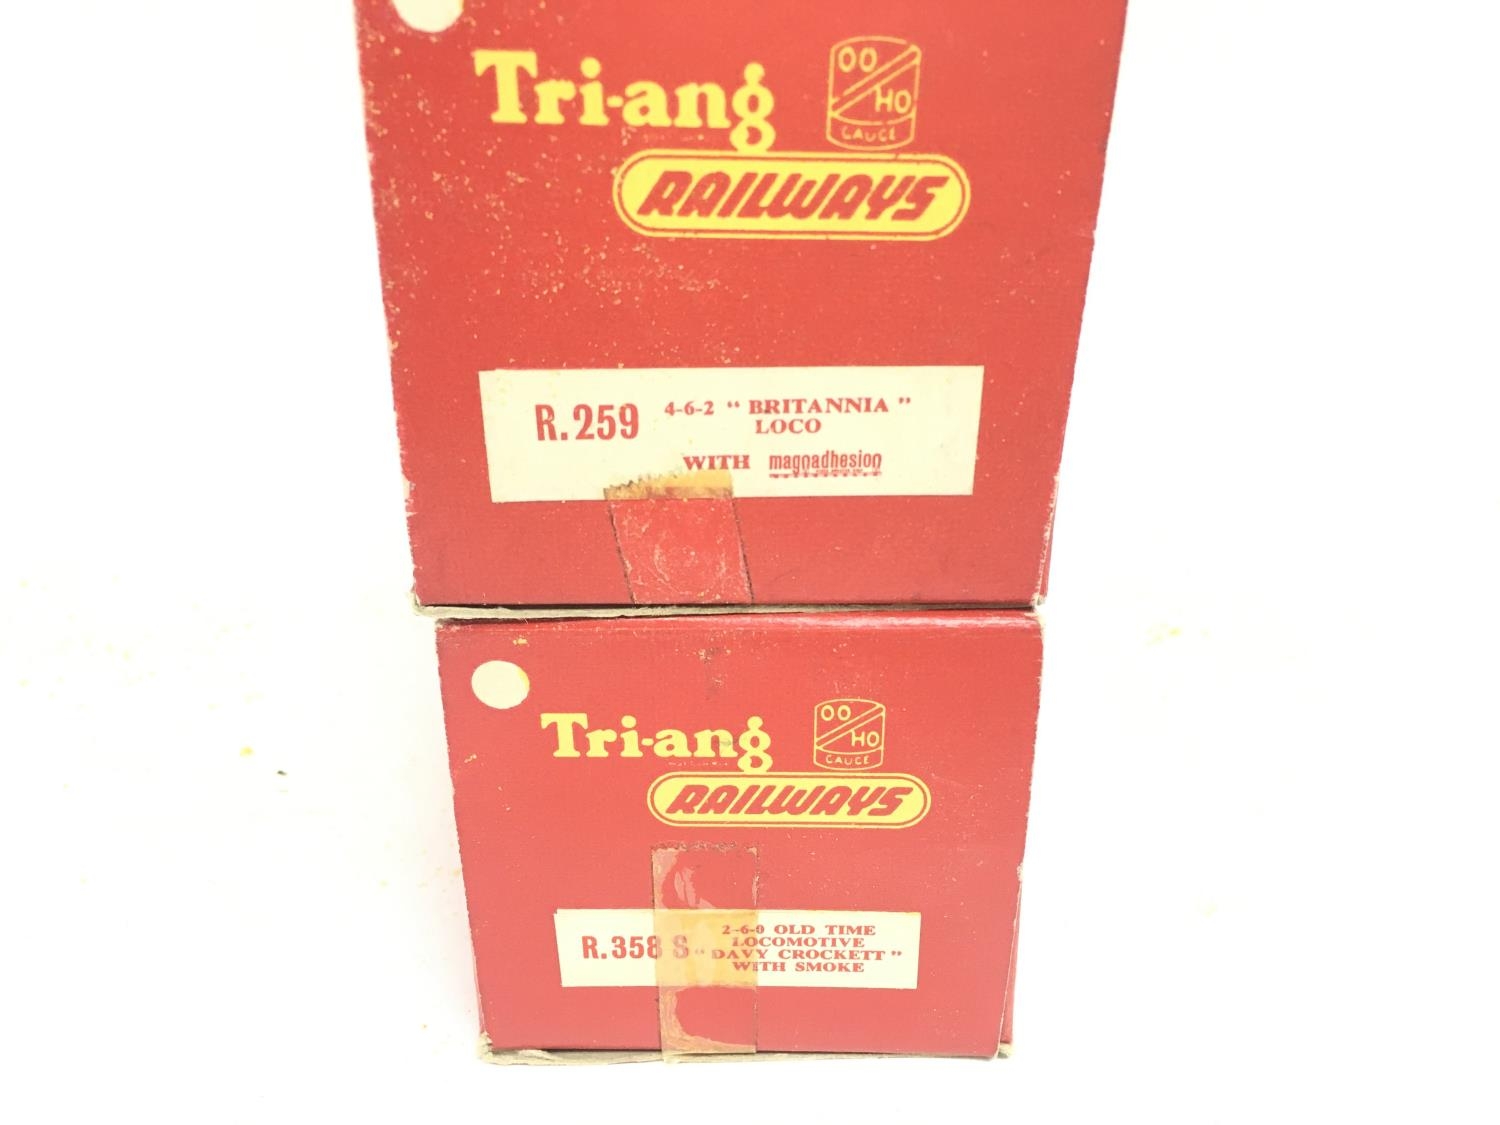 Tri-ang
OO
HO
GAUGE
RAILWAYS
R.259 4-6-2 “ BRITANNIA ”
LOCO
WITH magnadhesion
Tri-ang
OO
HO
GAUGE
RAILWAYS
R.358 S 2-6-0 OLD TIME
LOCOMOTIVE
“ DAVY CROCKETT ”
WITH SMOKE